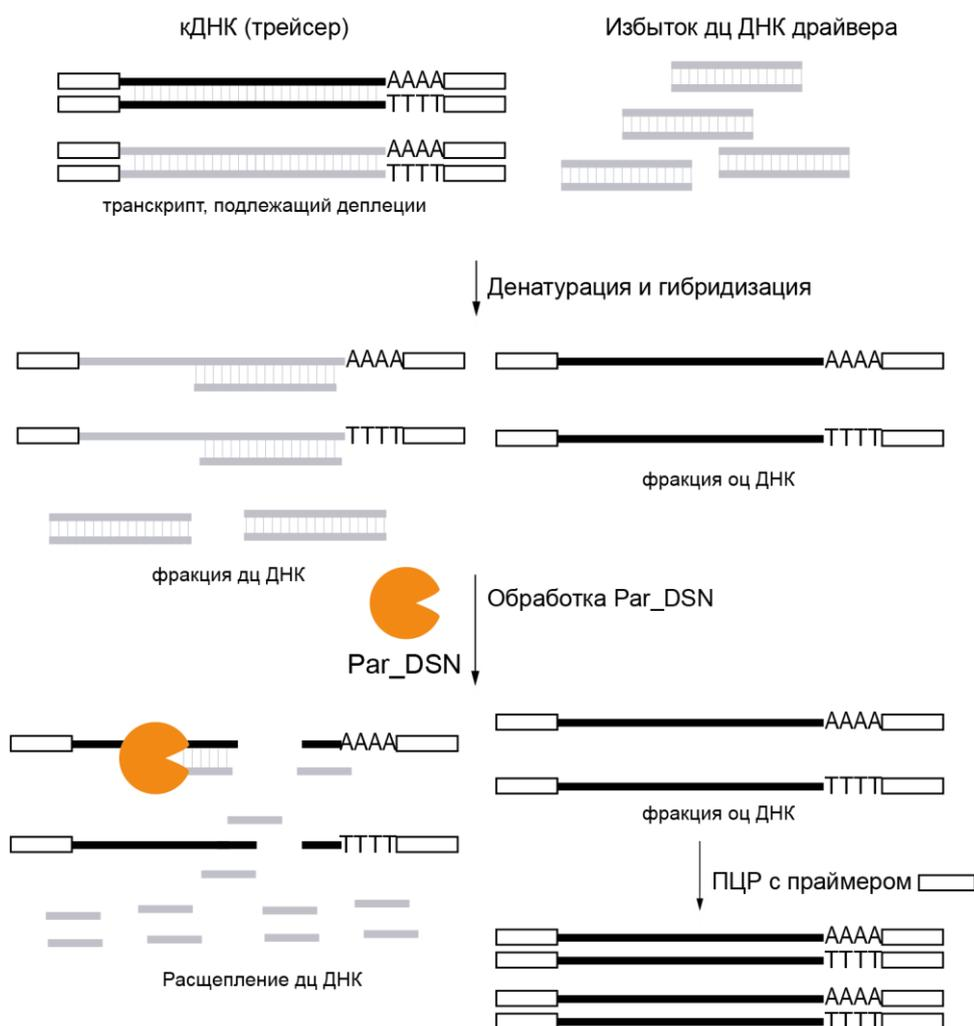 кДНК (трейсер)
Избыток дц ДНК драйвера
AAAA
TTTT
AAAA
TTTT
транскрипт, подлежащий деплеции
Денатурация и гибридизация
AAAA
AAAA
TTTT
TTTT
фракция оц ДНК
фракция дц ДНК
Обработка Par_DSN
Par_DSN
AAAA
AAAA
TTTT
фракция оц ДНК
TTTT
ПЦР с праймером
AAAA
TTTT
Расщепление дц ДНК
AAAA
TTTT